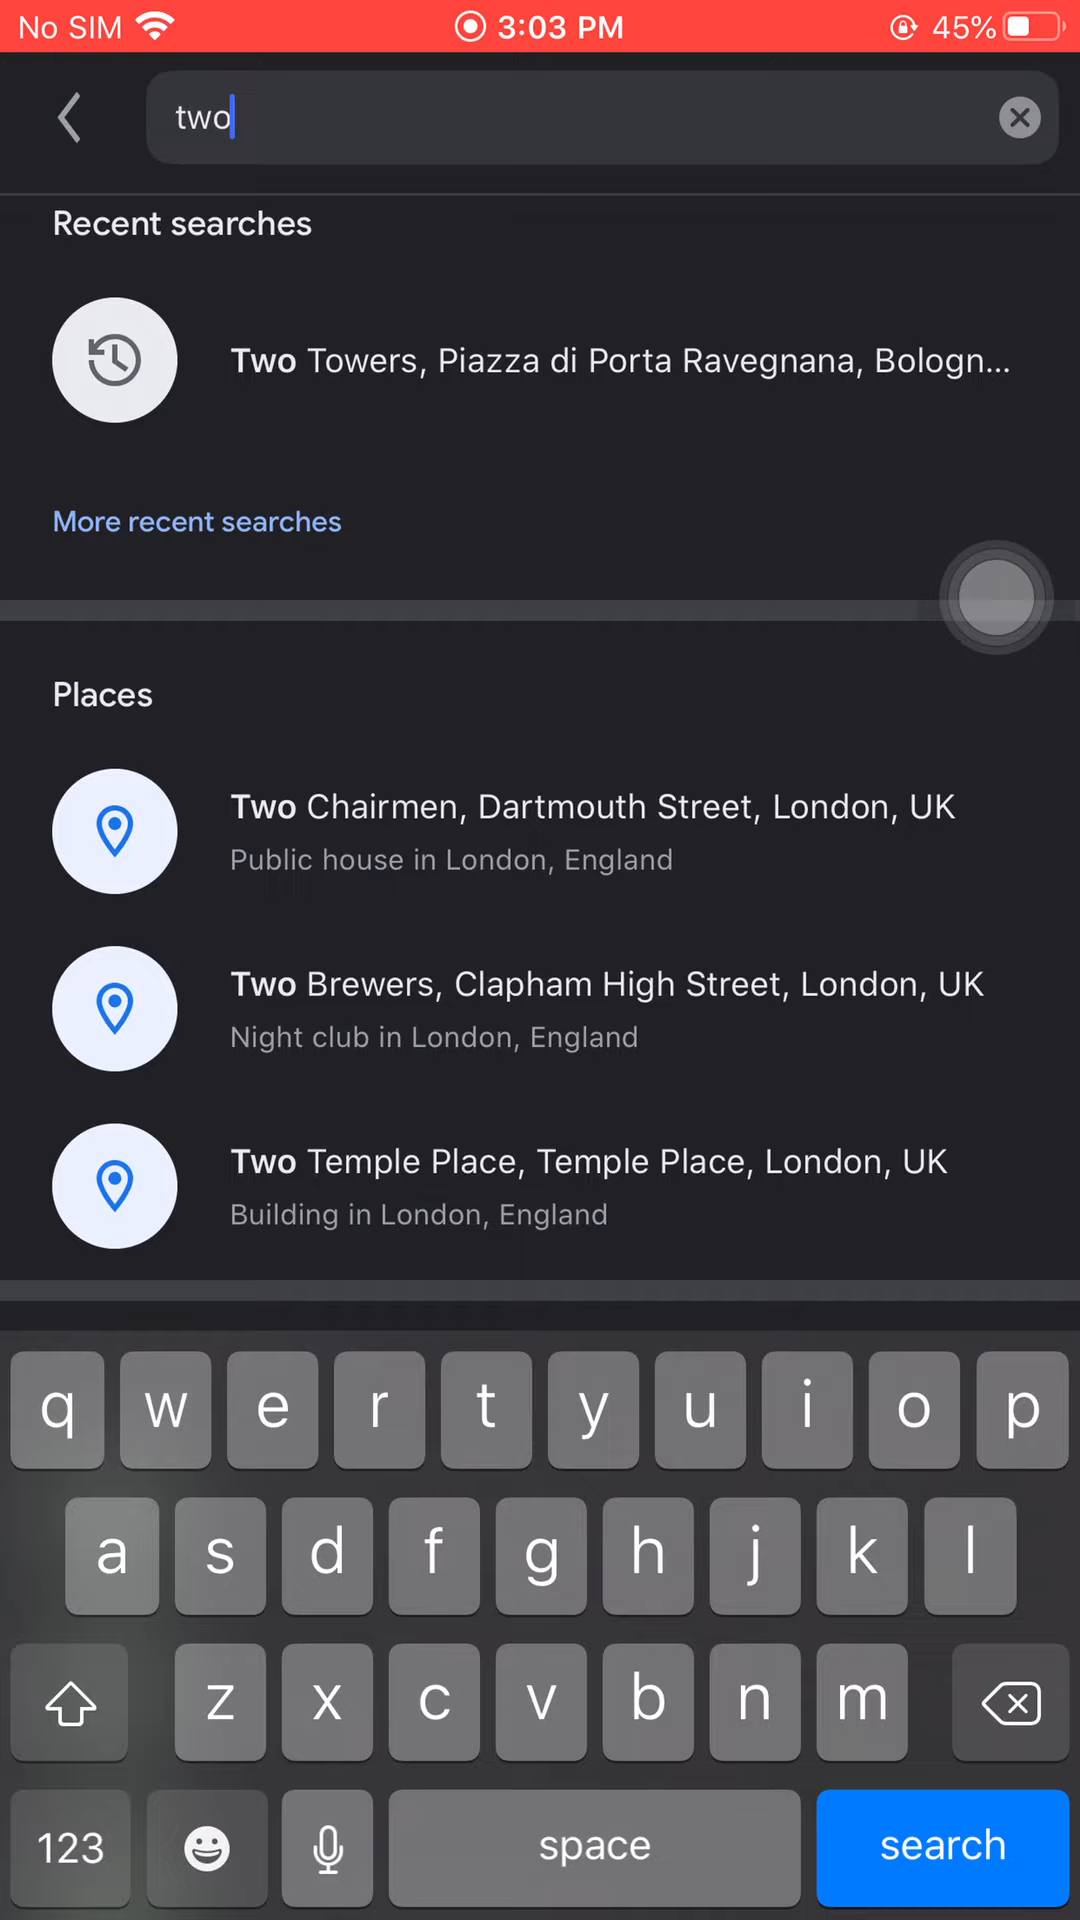 No SIM 3:03 PM 45%
two
Recent searches
Two Towers, Piazza di Porta Ravegnana, Bologn...
More recent searches
Places
Two Chairmen, Dartmouth Street, London, UK
Public house in London, England
Two Brewers, Clapham High Street, London, UK
Night club in London, England
Two Temple Place, Temple Place, London, UK
Building in London, England
q w e r t y u i o p
a s d f g h j k l
z x c v b n m
123 space search